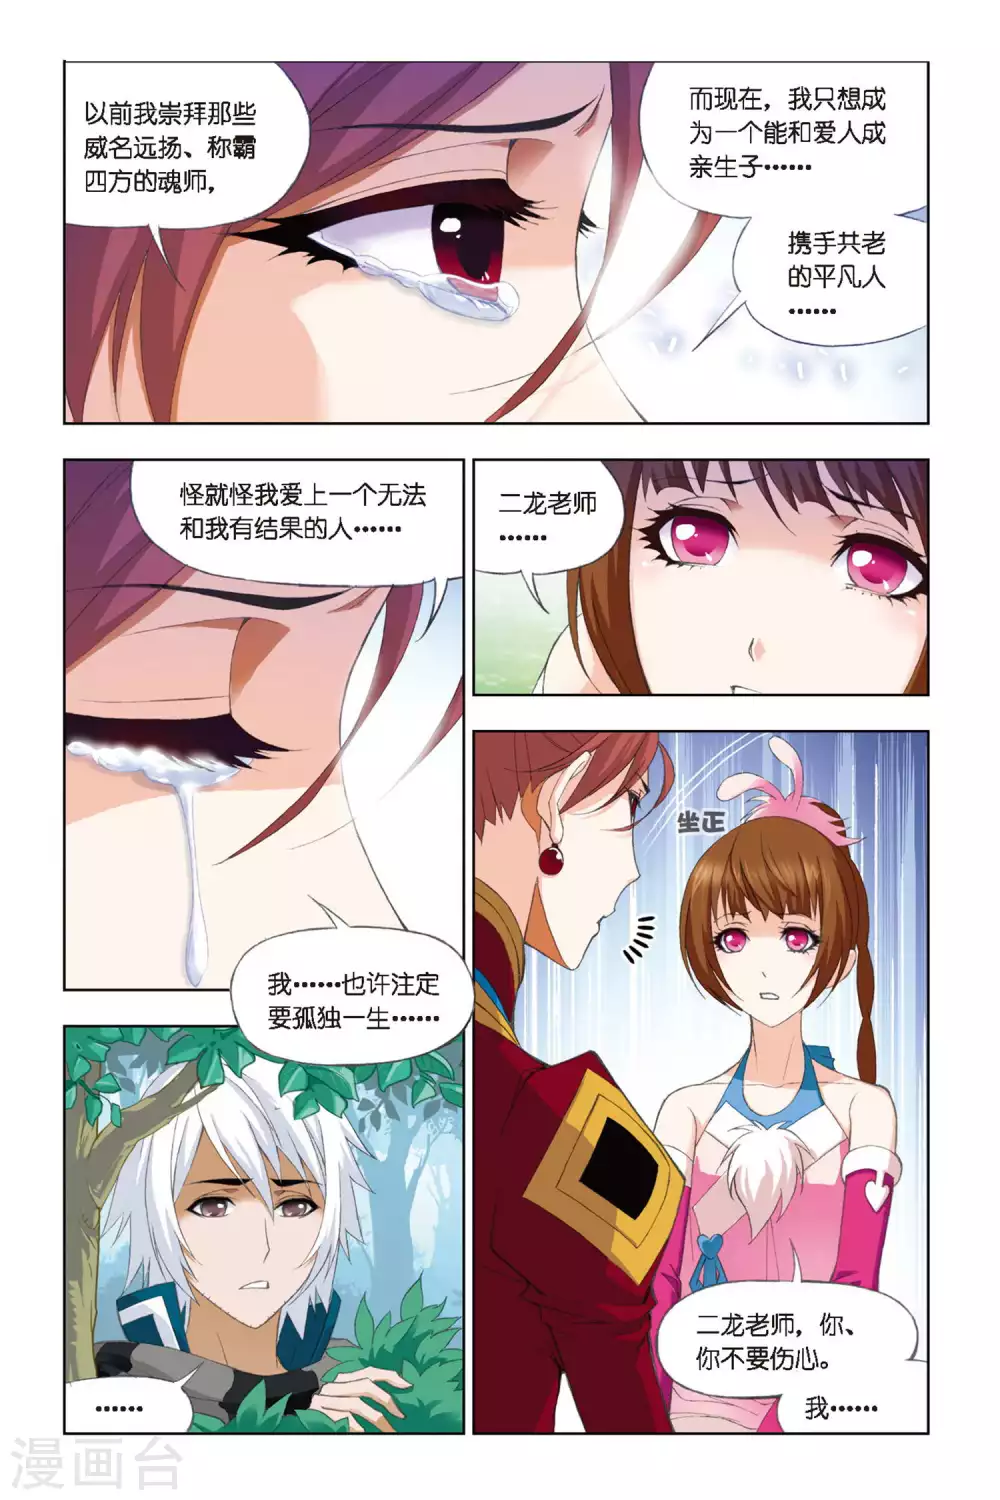 以前我崇拜那些
威名远扬、称霸
四方的魂师,
而现在，我只想成
为一个能和爱人成
亲生子……
携手共老
的平凡人
……
怪就怪我爱上一个无法
和我有结果的人……
二龙老师
……
坐正
我……也许注定
要孤独一生……
……
二龙老师，你、
你不要伤心。
我……
漫画台